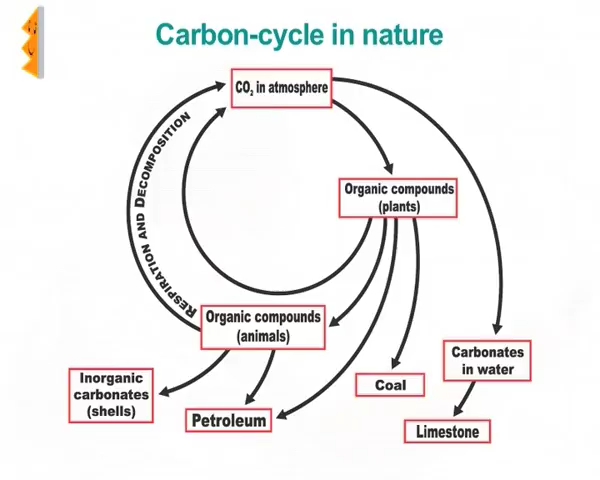 Carbon-cycle in nature
CO₂ in atmosphere
RESPIRATION AND DECOMPOSITION
Organic compounds
(plants)
Organic compounds
(animals)
Carbonates
in water
Inorganic
carbonates
(shells)
Coal
Petroleum
Limestone